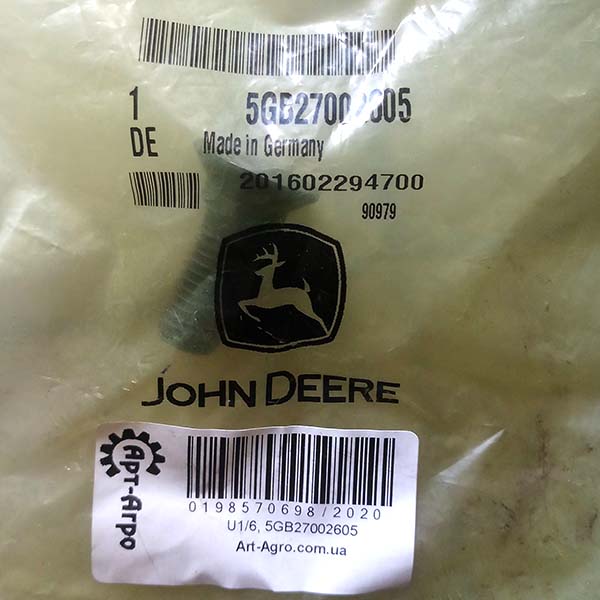 1
5GB27002605
DE
Made in Germany
201602294700
90979
JOHN DEERE
Арт-Агро
0198570698/2020
U1/6, 5GB27002605
Art-Agro.com.ua